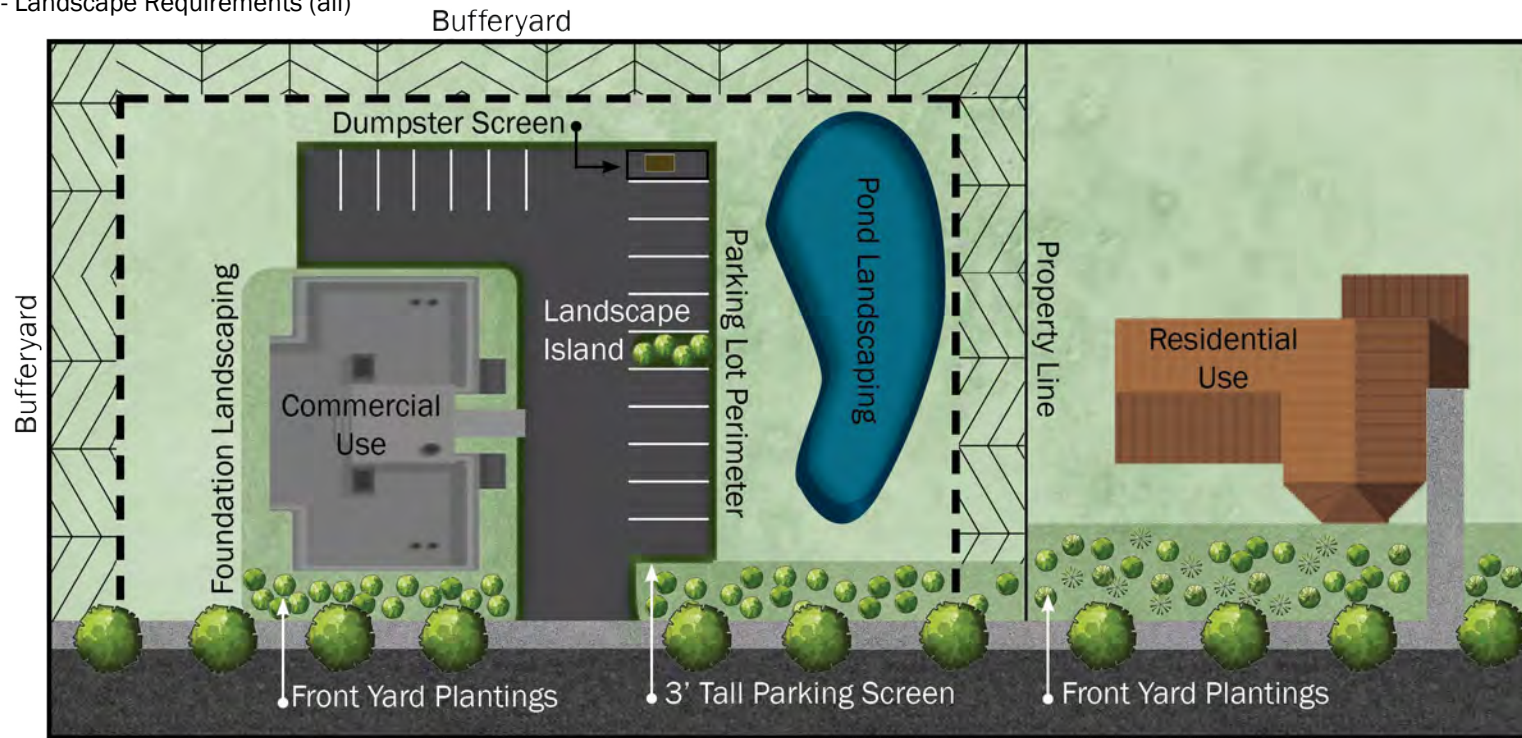 - Landscape Requirements (all)
Bufferyard
Dumpster Screen
Bufferyard
Foundation Landscaping
Landscape
Island
Parking Lot Perimeter
Pond Landscaping
Property Line
Residential
Use
Commercial
Use
Front Yard Plantings
3' Tall Parking Screen
Front Yard Plantings